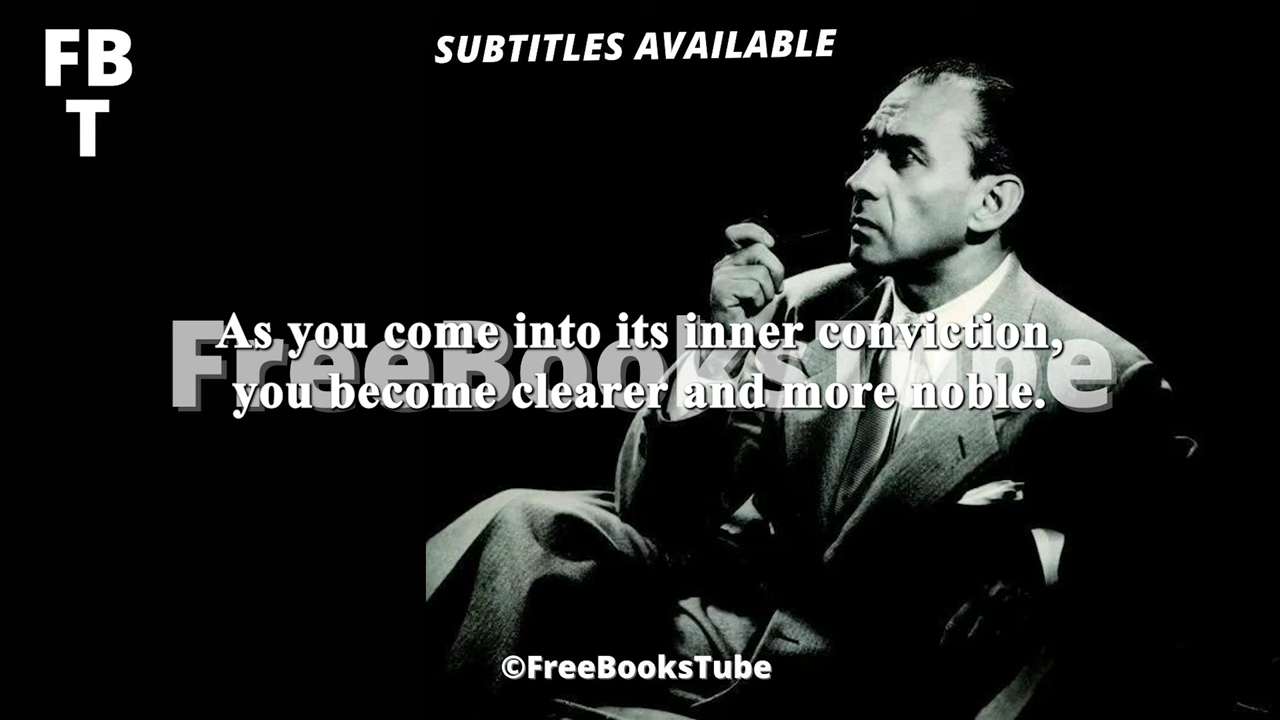 FB
T
SUBTITLES AVAILABLE
As you come into its inner conviction,
FreeBooksTube
you become clearer and more noble.
©FreeBooksTube